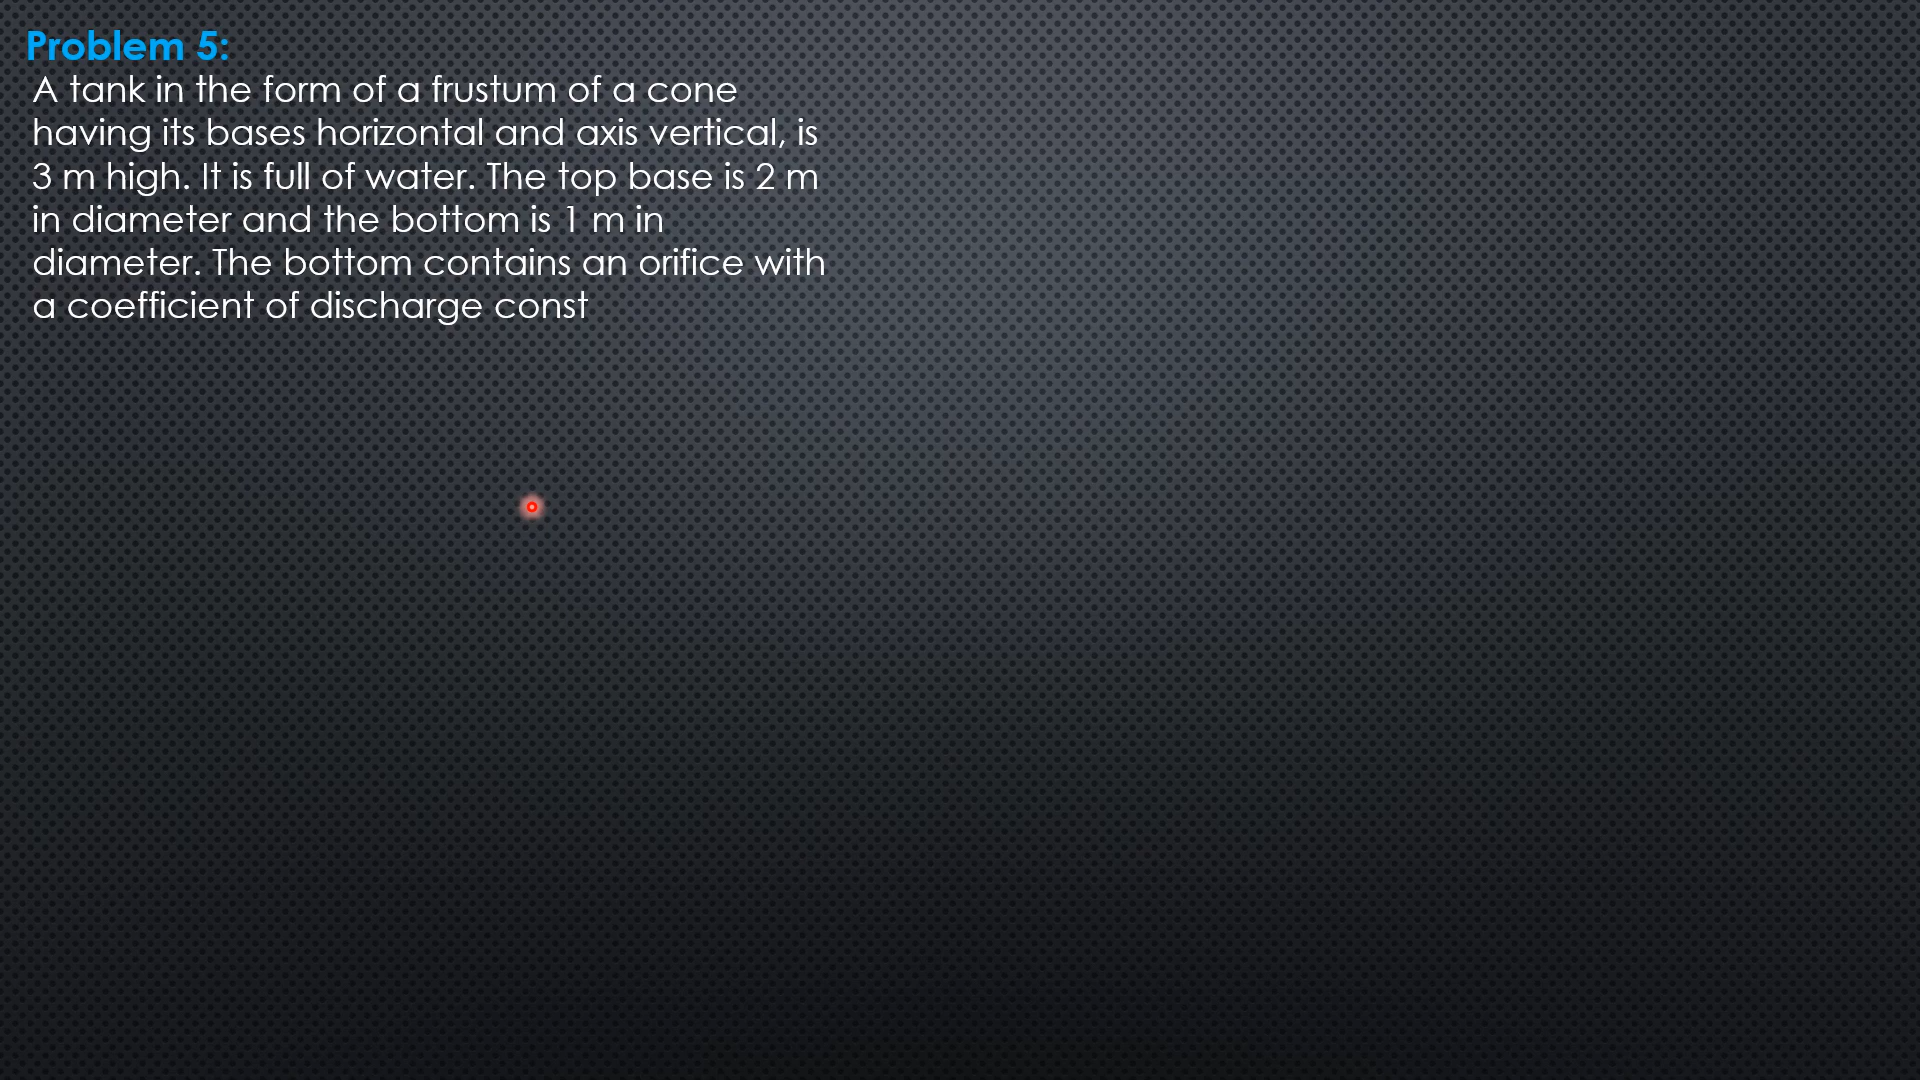 Problem 5:
A tank in the form of a frustum of a cone
having its bases horizontal and axis vertical, is
3 m high. It is full of water. The top base is 2 m
in diameter and the bottom is 1 m in
diameter. The bottom contains an orifice with
a coefficient of discharge const